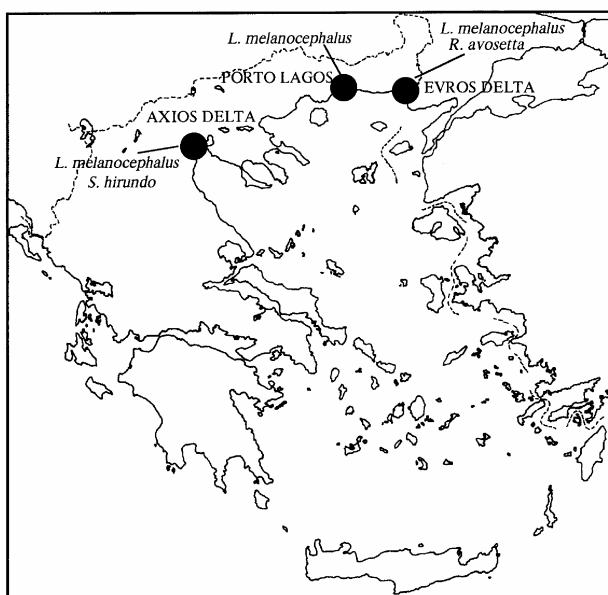 L. melanocephalus
R. avosetta
L. melanocephalus
PORTO LAGOS
EVROS DELTA
AXIOS DELTA
L. melanocephalus
S. hirundo